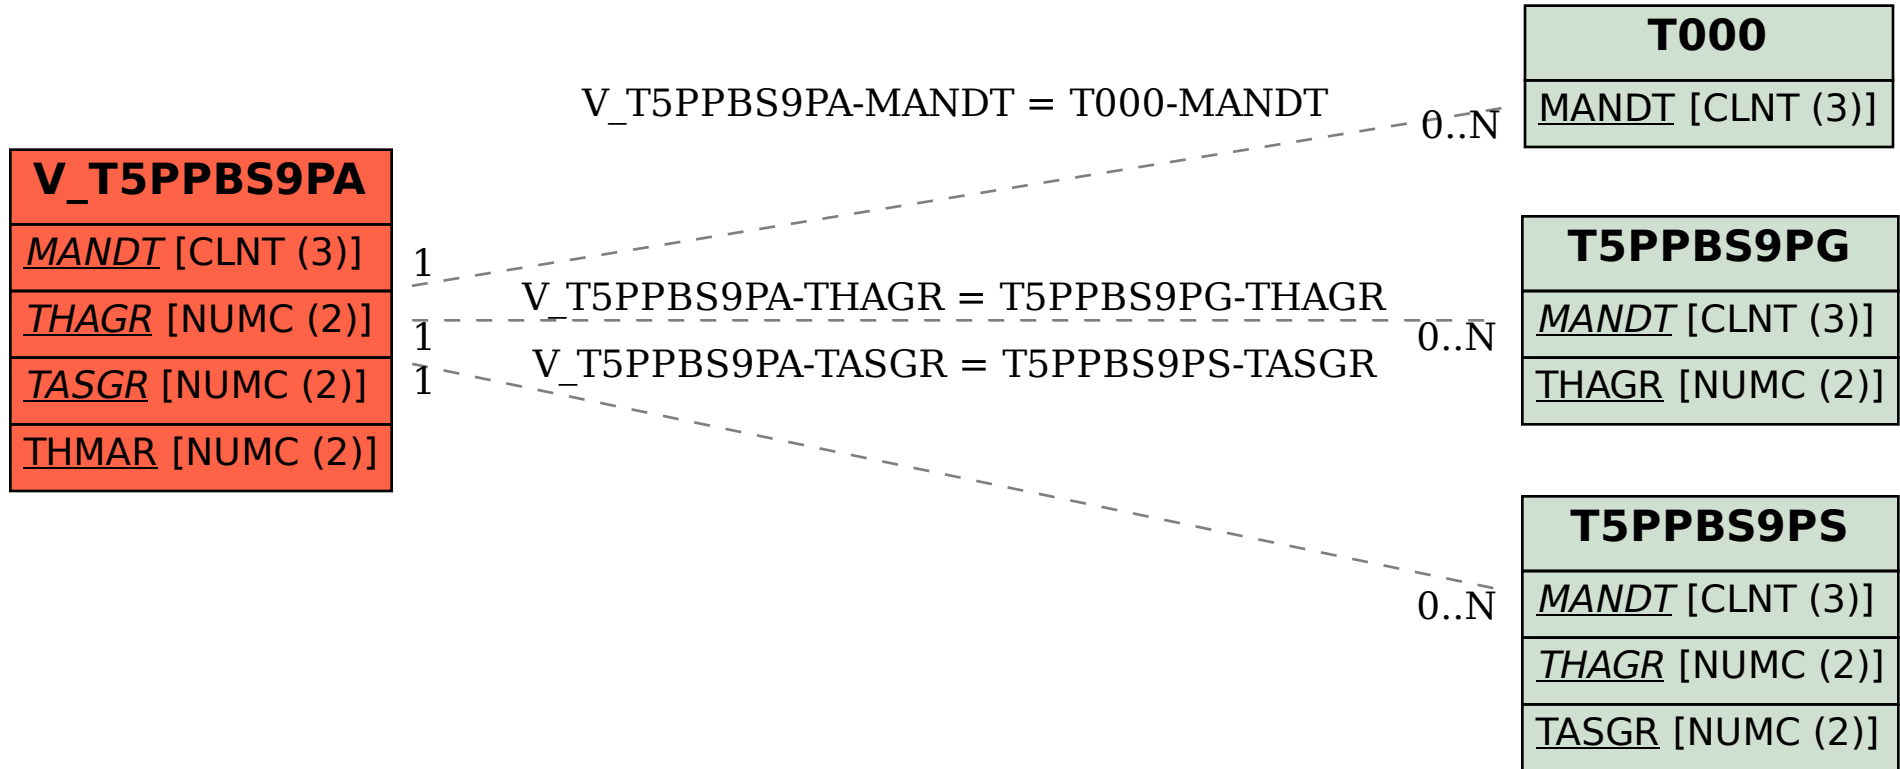 V_T5PPBS9PA
MANDT [CLNT (3)]
THAGR [NUMC (2)]
TASGR [NUMC (2)]
THMAR [NUMC (2)]
V_T5PPBS9PA-MANDT = T000-MANDT
1
0..N
V_T5PPBS9PA-THAGR = T5PPBS9PG-THAGR
1
0..N
V_T5PPBS9PA-TASGR = T5PPBS9PS-TASGR
1
0..N
T000
MANDT [CLNT (3)]
T5PPBS9PG
MANDT [CLNT (3)]
THAGR [NUMC (2)]
T5PPBS9PS
MANDT [CLNT (3)]
THAGR [NUMC (2)]
TASGR [NUMC (2)]